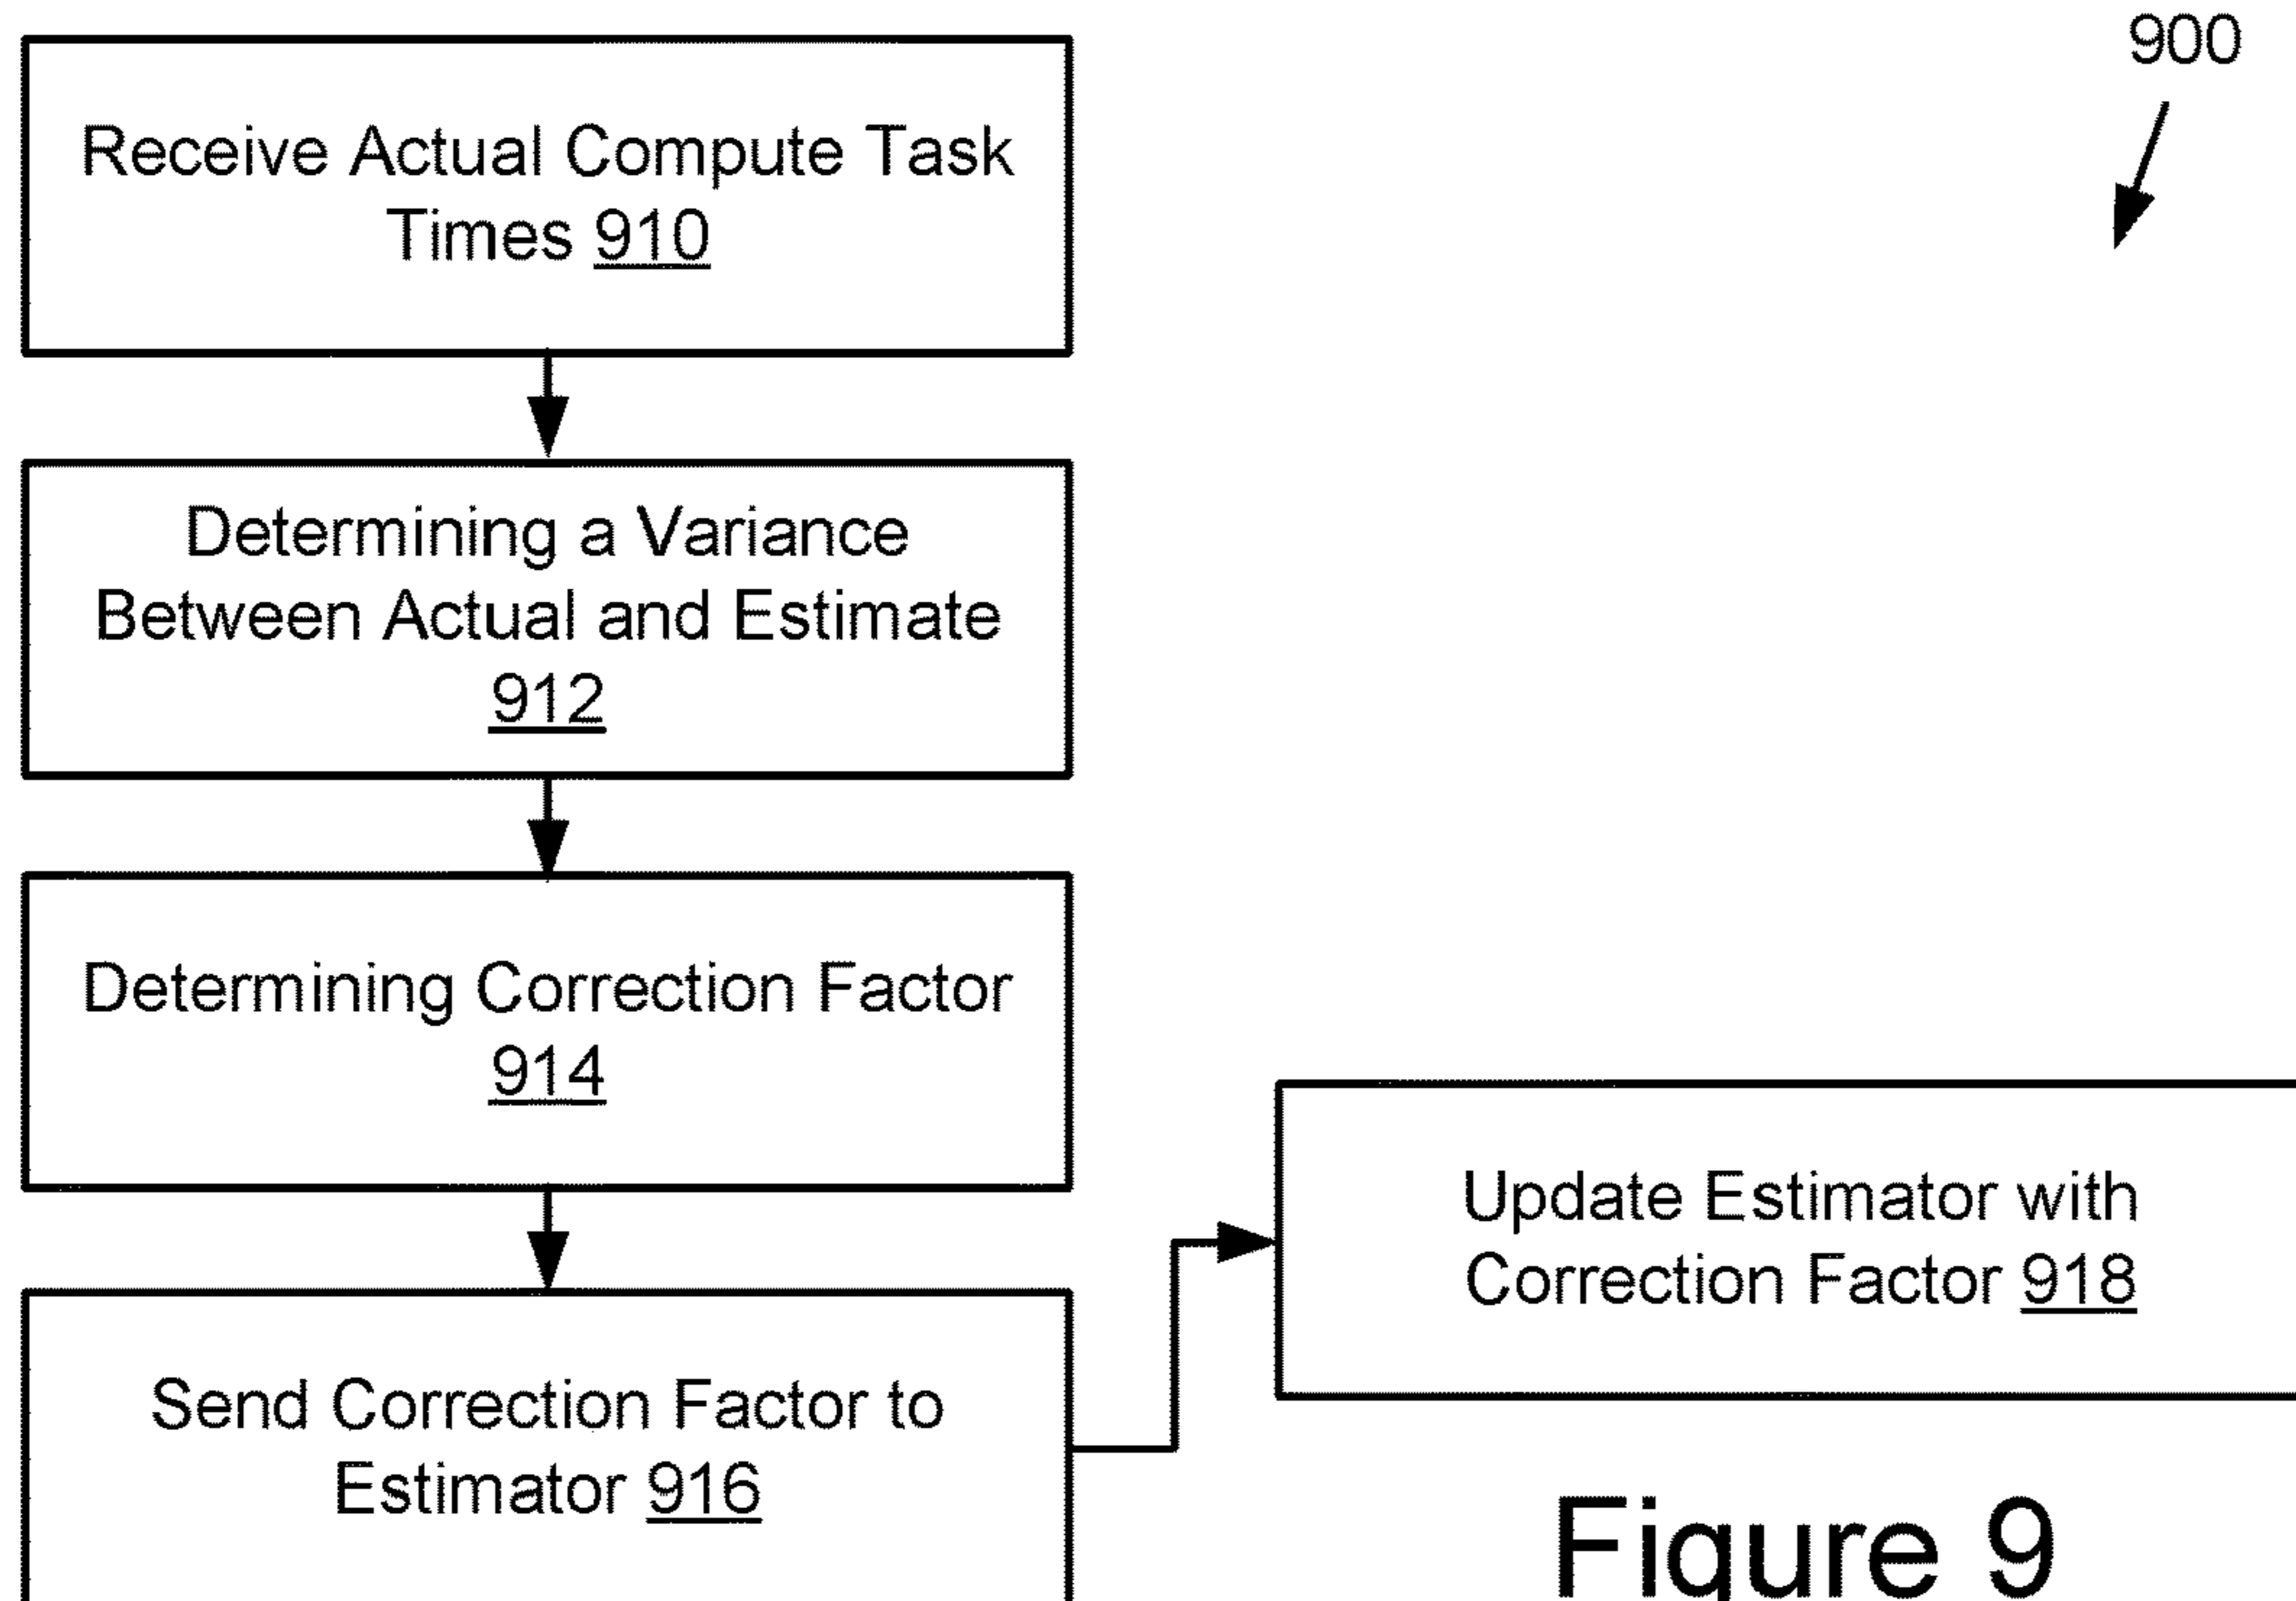 900
Receive Actual Compute Task
Times 910
Determining a Variance
Between Actual and Estimate
912
Determining Correction Factor
914
Send Correction Factor to
Estimator 916
Update Estimator with
Correction Factor 918
Figure 9